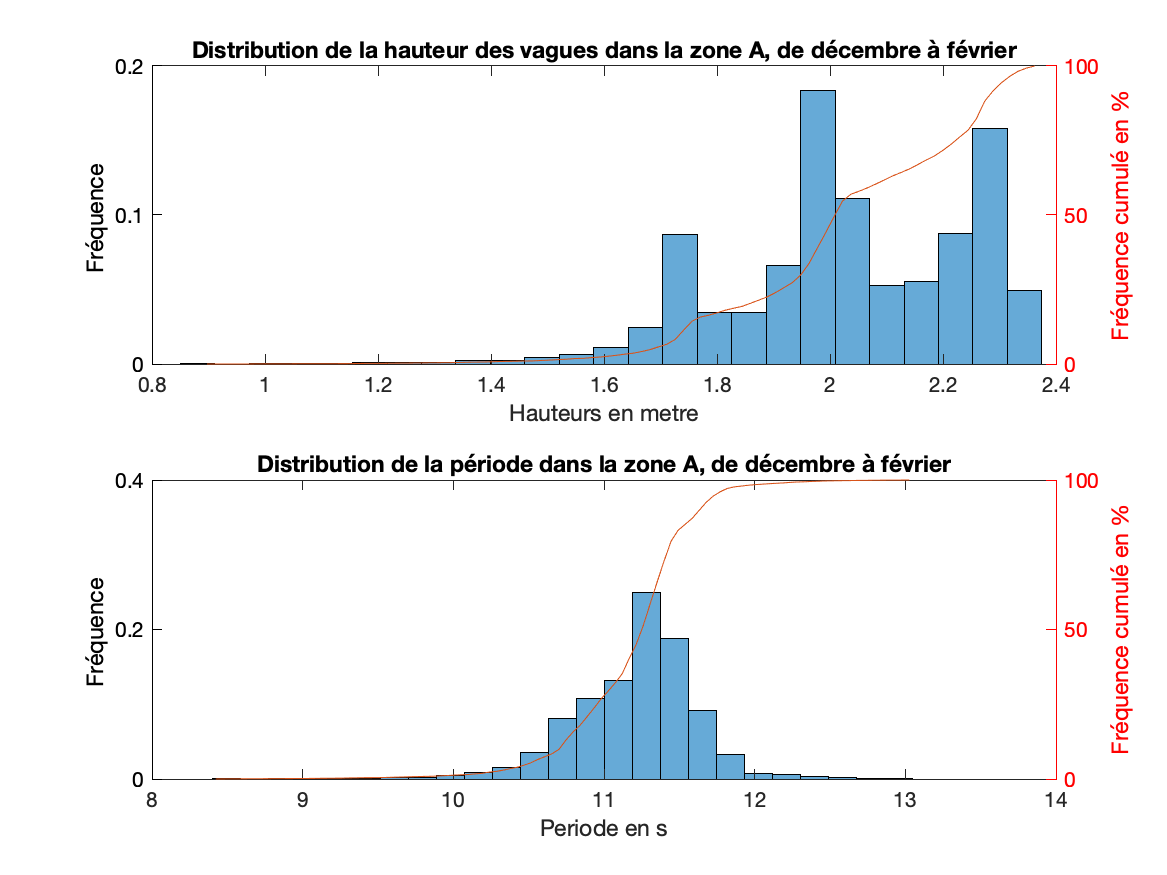 Distribution de la hauteur des vagues dans la zone A, de décembre à février
0.2
0.1
0
Fréquence
100
50
0
Fréquence cumulé en %
0.8 1 1.2 1.4 1.6 1.8 2 2.2 2.4
Hauteurs en metre
Distribution de la période dans la zone A, de décembre à février
0.4
0.2
0
Fréquence
100
50
0
Fréquence cumulé en %
8 9 10 11 12 13 14
Periode en s